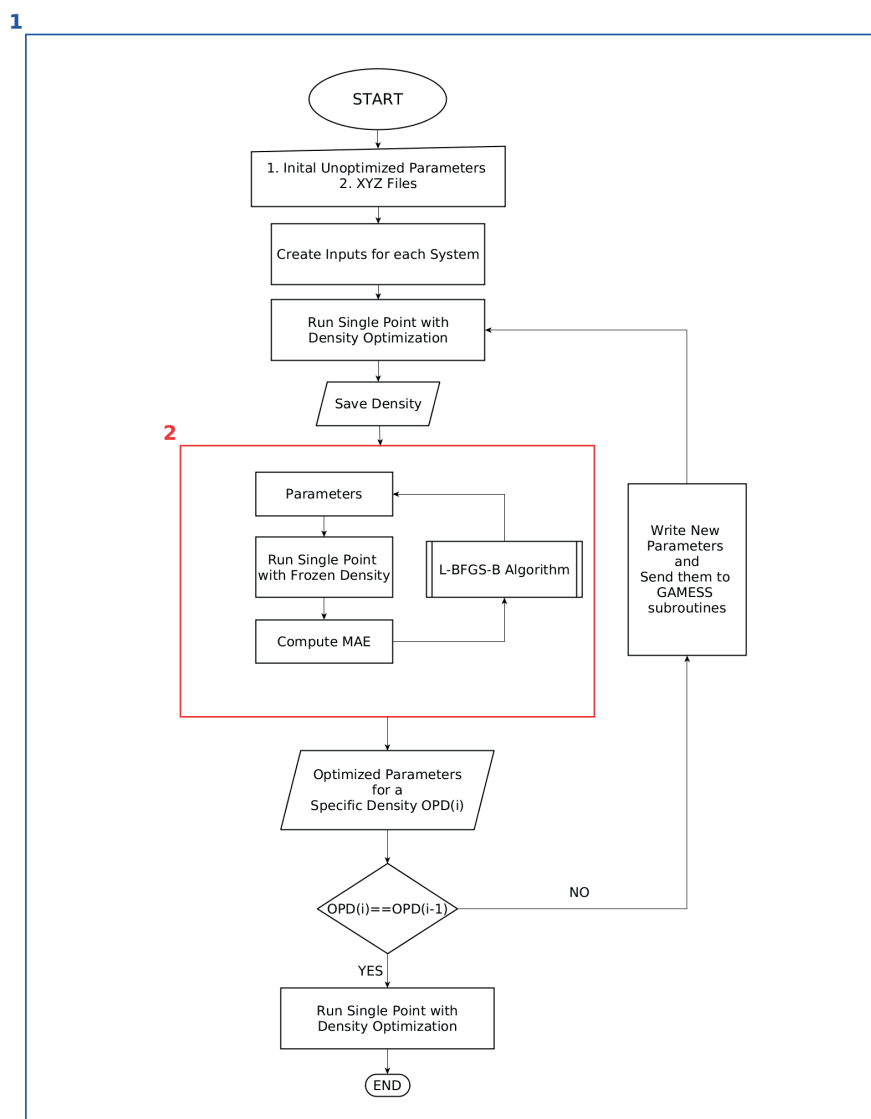 1
START
1. Inital Unoptimized Parameters
2. XYZ Files
Create Inputs for each System
Run Single Point with
Density Optimization
Save Density
2
Parameters
Run Single Point
with Frozen Density
L-BFGS-B Algorithm
Compute MAE
Write New
Parameters
and
Send them to
GAMESS
subroutines
Optimized Parameters
for a
Specific Density OPD(i)
OPD(i)==OPD(i-1)
NO
YES
Run Single Point with
Density Optimization
END